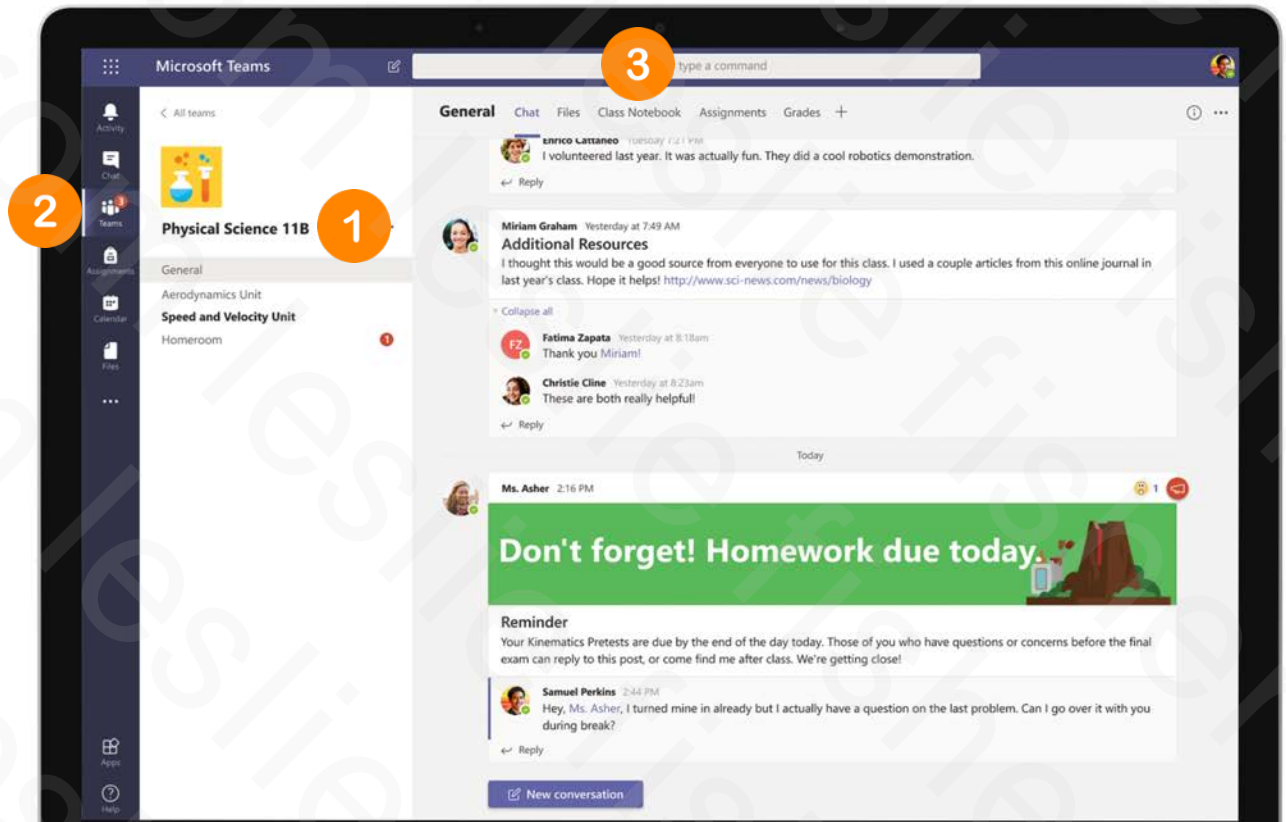 3
Microsoft Teams
type a command
Activity
Chat
2
3
Teams
Assignments
Calendar
Files
Apps
Help
All teams
Physical Science 11B
1
General
Aerodynamics Unit
Speed and Velocity Unit
Homeroom
1
General Chat Files Class Notebook Assignments Grades
Enrico Cattaneo Tuesday 7:21 PM
I volunteered last year. It was actually fun. They did a cool robotics demonstration.
Reply
Miriam Graham Yesterday at 7:49 AM
Additional Resources
I thought this would be a good source from everyone to use for this class. I used a couple articles from this online journal in
last year's class. Hope it helps! http://www.sci-news.com/news/biology
Collapse all
FZ
Fatima Zapata Yesterday at 8:18am
Thank you Miriam!
Christie Cline Yesterday at 8:23am
These are both really helpful!
Reply
Today
Ms. Asher 2:16 PM
1
Don't forget! Homework due today.
Reminder
Your Kinematics Pretests are due by the end of the day today. Those of you who have questions or concerns before the final
exam can reply to this post, or come find me after class. We're getting close!
Samuel Perkins 2:44 PM
Hey, Ms. Asher, I turned mine in already but I actually have a question on the last problem. Can I go over it with you
during break?
Reply
New conversation